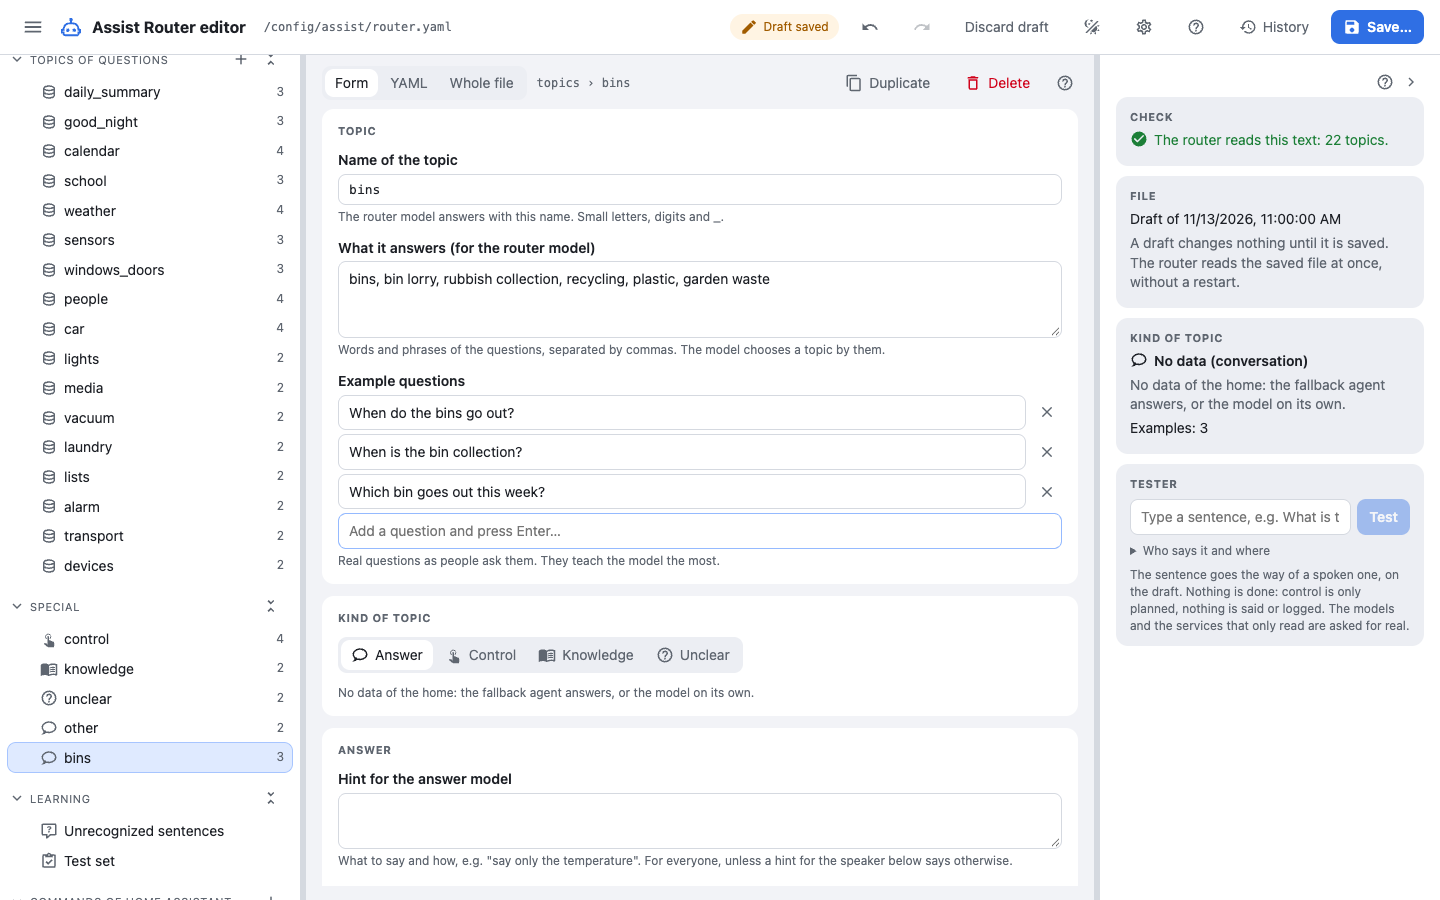 Assist Router editor
/config/assist/router.yaml
Draft saved
Discard draft
History
Save...
TOPICS OF QUESTIONS
daily_summary 3
good_night 3
calendar 4
school 3
weather 4
sensors 3
windows_doors 3
people 4
car 4
lights 2
media 2
vacuum 2
laundry 2
lists 2
alarm 2
transport 2
devices 2
SPECIAL
control 4
knowledge 2
unclear 2
other 2
bins 3
LEARNING
Unrecognized sentences
Test set
COMMANDS OF HOME ASSISTANT
Form YAML Whole file topics › bins
Duplicate Delete
TOPIC
Name of the topic
bins
The router model answers with this name. Small letters, digits and _.
What it answers (for the router model)
bins, bin lorry, rubbish collection, recycling, plastic, garden waste
Words and phrases of the questions, separated by commas. The model chooses a topic by them.
Example questions
When do the bins go out?
When is the bin collection?
Which bin goes out this week?
Add a question and press Enter...
Real questions as people ask them. They teach the model the most.
KIND OF TOPIC
Answer Control Knowledge Unclear
No data of the home: the fallback agent answers, or the model on its own.
ANSWER
Hint for the answer model
What to say and how, e.g. "say only the temperature". For everyone, unless a hint for the speaker below says otherwise.
CHECK
The router reads this text: 22 topics.
FILE
Draft of 11/13/2026, 11:00:00 AM
A draft changes nothing until it is saved.
The router reads the saved file at once,
without a restart.
KIND OF TOPIC
No data (conversation)
No data of the home: the fallback agent
answers, or the model on its own.
Examples: 3
TESTER
Type a sentence, e.g. What is t
Test
Who says it and where
The sentence goes the way of a spoken one, on
the draft. Nothing is done: control is only
planned, nothing is said or logged. The models
and the services that only read are asked for real.